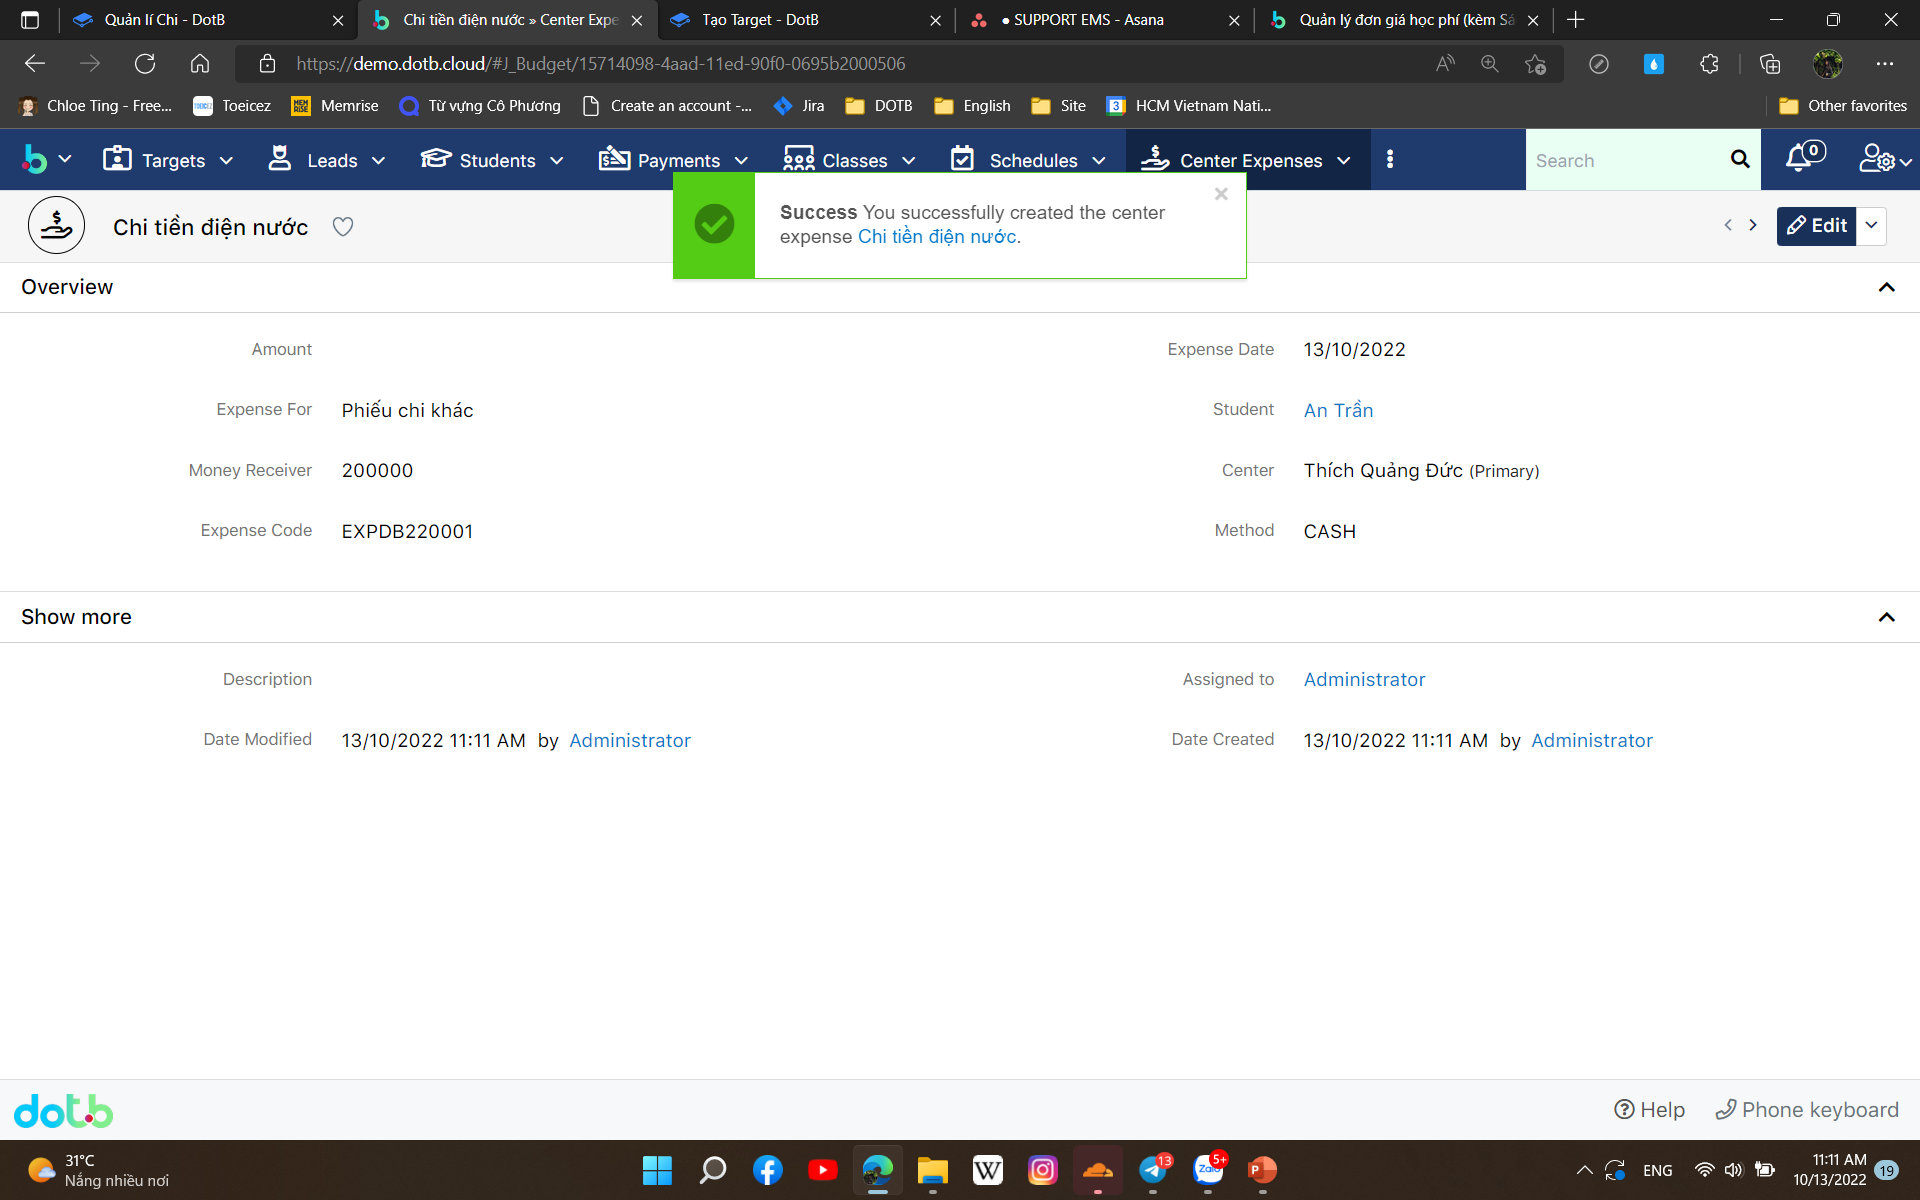 Quản lí Chi - DotB
Chi tiền điện nước » Center Expe
Tạo Target - DotB
● SUPPORT EMS - Asana
Quản lý đơn giá học phí (kèm Sá
https://demo.dotb.cloud/#J_Budget/15714098-4aad-11ed-90f0-0695b2000506
Chloe Ting - Free...
Toeicez
Memrise
Từ vựng Cô Phương
Create an account -...
Jira
DOTB
English
Site
HCM Vietnam Nati...
Other favorites
Targets
Leads
Students
Payments
Classes
Schedules
Center Expenses
Search
0
Chi tiền điện nước
Success You successfully created the center
expense Chi tiền điện nước.
Edit
Overview
Amount
Expense Date 13/10/2022
Expense For Phiếu chi khác
Student An Trần
Money Receiver 200000
Center Thích Quảng Đức (Primary)
Expense Code EXPDB220001
Method CASH
Show more
Description
Assigned to Administrator
Date Modified 13/10/2022 11:11 AM by Administrator
Date Created 13/10/2022 11:11 AM by Administrator
dotb
Help
Phone keyboard
31°C
Nắng nhiều nơi
W
13
Zalo
5+
P
ENG
11:11 AM
10/13/2022
19